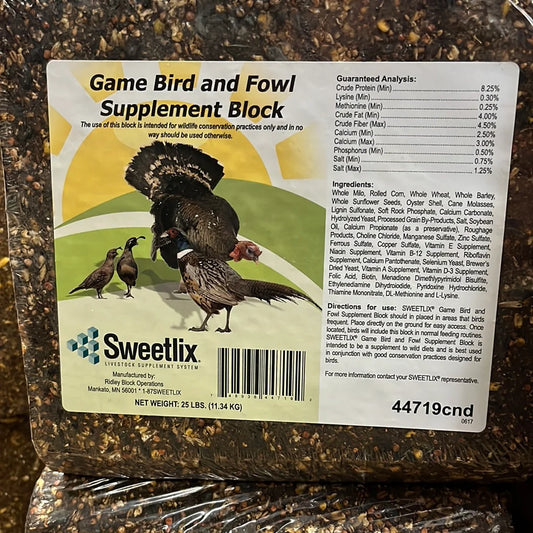 Game Bird and Fowl
Supplement Block
The use of this block is intended for wildlife conservation practices only and in no
way should be used otherwise.
Sweetlix®
LIVESTOCK SUPPLEMENT SYSTEM
Manufactured by:
Ridley Block Operations
Mankato, MN 56001 * 1-87SWEETLIX
NET WEIGHT: 25 LBS. (11.34 KG)
Guaranteed Analysis:
Crude Protein (Min) 8.25%
Lysine (Min) 0.30%
Methionine (Min) 0.25%
Crude Fat (Min) 4.00%
Crude Fiber (Max) 4.50%
Calcium (Min) 2.50%
Calcium (Max) 3.00%
Phosphorus (Min) 0.50%
Salt (Min) 0.75%
Salt (Max) 1.25%
Ingredients:
Whole Milo, Rolled Corn, Whole Wheat, Whole Barley,
Whole Sunflower Seeds, Oyster Shell, Cane Molasses,
Lignin Sulfonate, Soft Rock Phosphate, Calcium Carbonate,
Hydrolyzed Yeast, Processed Grain By-Products, Salt, Soybean
Oil, Calcium Propionate (as a preservative), Roughage
Products, Choline Chloride, Manganese Sulfate, Zinc Sulfate,
Ferrous Sulfate, Copper Sulfate, Vitamin E Supplement,
Niacin Supplement, Vitamin B-12 Supplement, Riboflavin
Supplement, Calcium Pantothenate, Selenium Yeast, Brewer's
Dried Yeast, Vitamin A Supplement, Vitamin D-3 Supplement,
Folic Acid, Biotin, Menadione Dimethylpyrimidol Bisulfite,
Ethylenediamine Dihydroiodide, Pyridoxine Hydrochloride,
Thiamine Mononitrate, DL-Methionine and L-Lysine.
Directions for use: SWEETLIX® Game Bird and
Fowl Supplement Block should in placed in areas that birds
frequent. Place directly on the ground for easy access. Once
located, birds will include this block in normal feeding routines.
SWEETLIX® Game Bird and Fowl Supplement Block is
intended to be a supplement to wild diets and is best used
in conjunction with good conservation practices designed for
birds.
For more information contact your SWEETLIX® representative.
44719cnd
0617